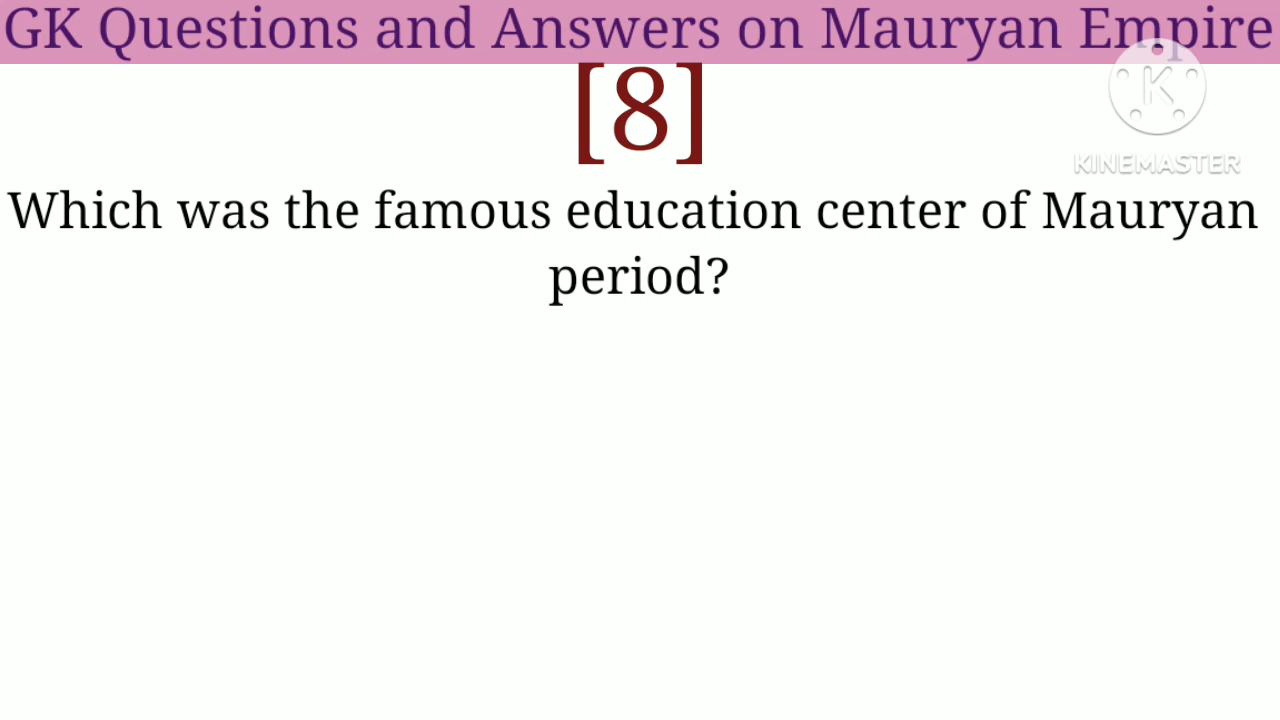 GK Questions and Answers on Mauryan Empire
[8]
K
KINEMASTER
Which was the famous education center of Mauryan
period?